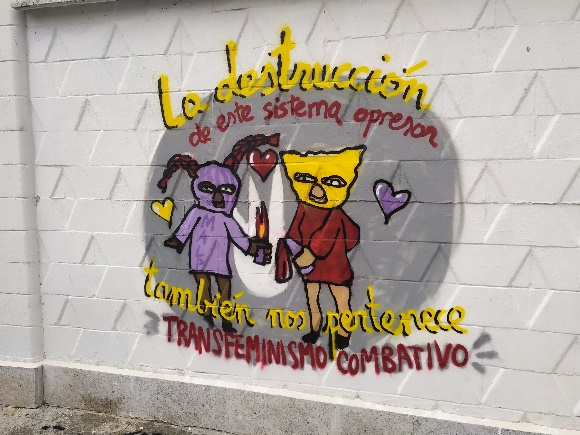 La destrucción
de este sistema opresor
también nos pertenece
TRANSFEMINISMO COMBATIVO